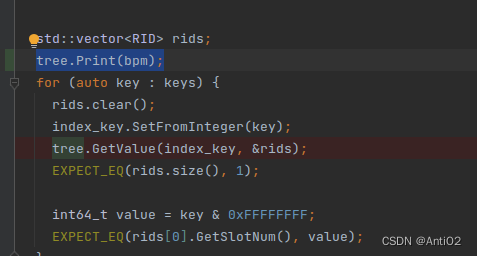 std::vector<RID> rids;
tree.Print(bpm);
for (auto key : keys) {
rids.clear();
index_key.SetFromInteger(key);
tree.GetValue(index_key, &rids);
EXPECT_EQ(rids.size(), 1);
int64_t value = key & 0xFFFFFFFF;
EXPECT_EQ(rids[0].GetSlotNum(), value);
CSDN @AntiO2